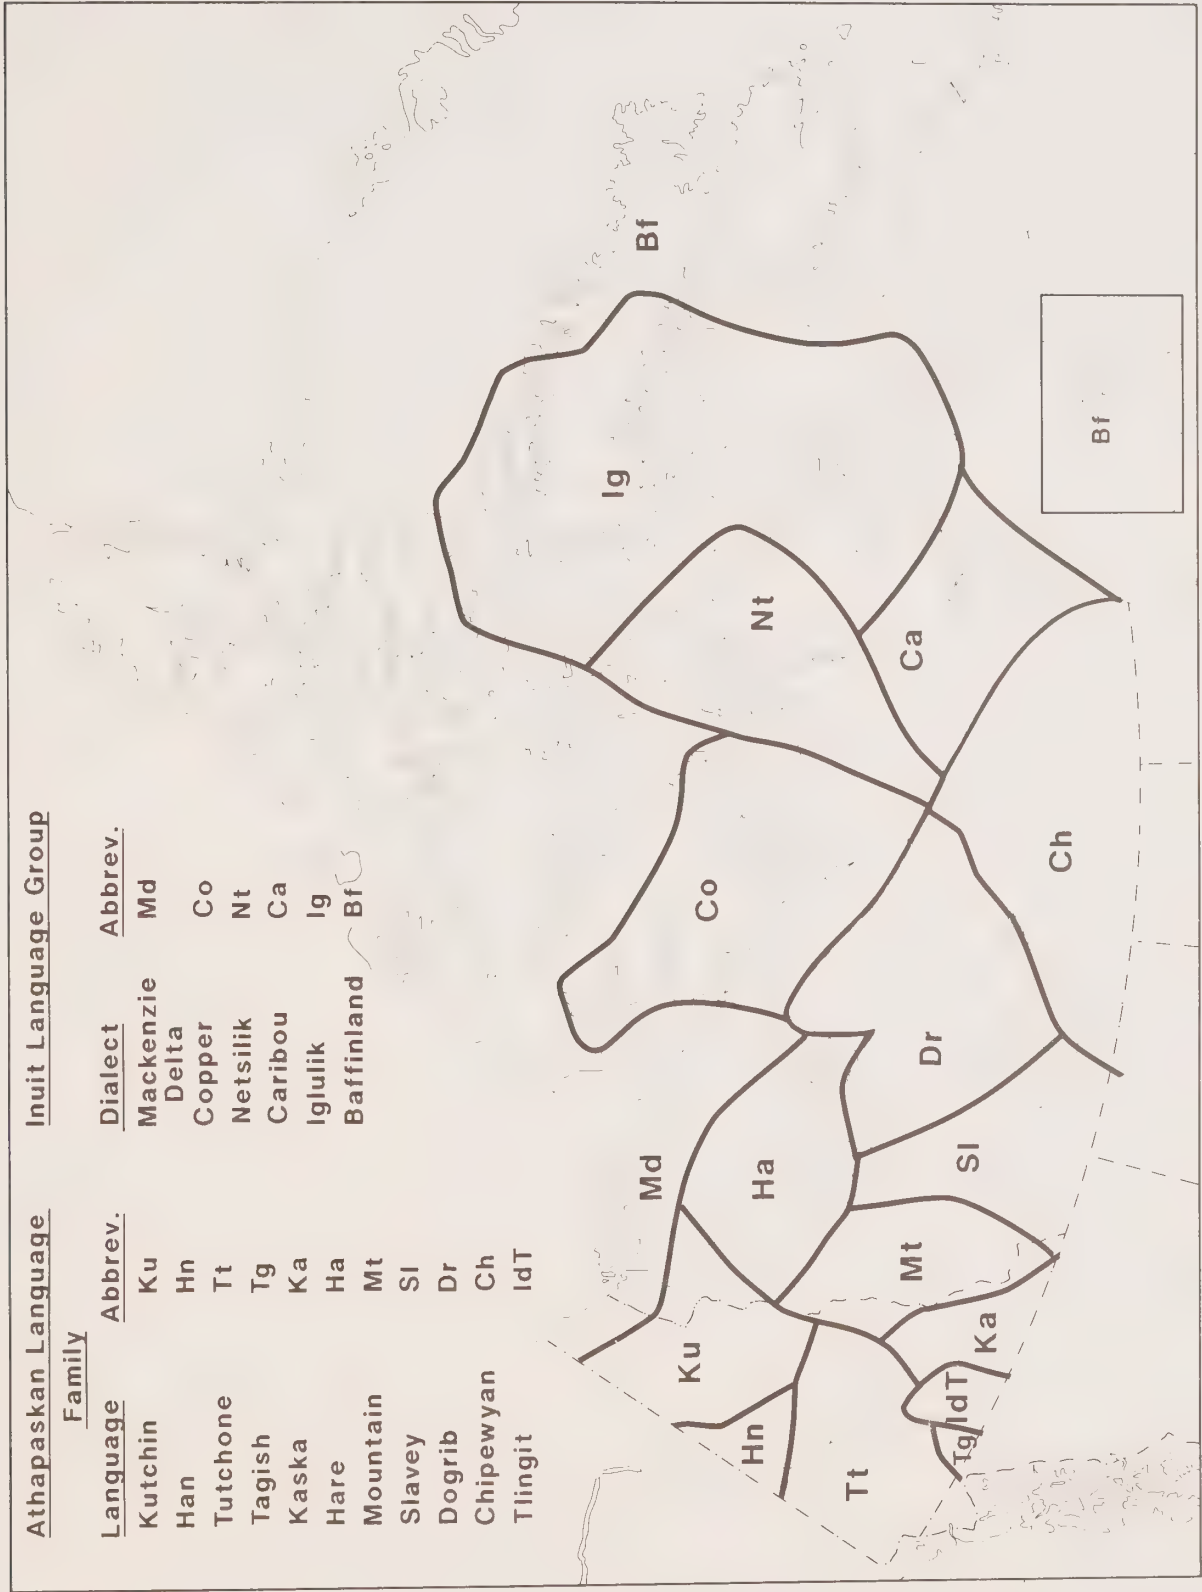 Athapaskan Language
Family
Language Abbrev.
Kutchin Ku
Han Hn
Tutchone Tt
Tagish Tg
Kaska Ka
Hare Ha
Mountain Mt
Slavey Sl
Dogrib Dr
Chipewyan Ch
Tlingit IdT
Inuit Language Group
Dialect Abbrev.
Mackenzie Md
Delta
Copper Co
Netsilik Nt
Caribou Ca
Iglulik Ig
Baffinland Bf
Bf
Ig
Nt
Ca
Co
Md
Ha
Dr
Ch
Sl
Mt
Ku
Ka
Hn
IdT
Tg
Tt
Bf